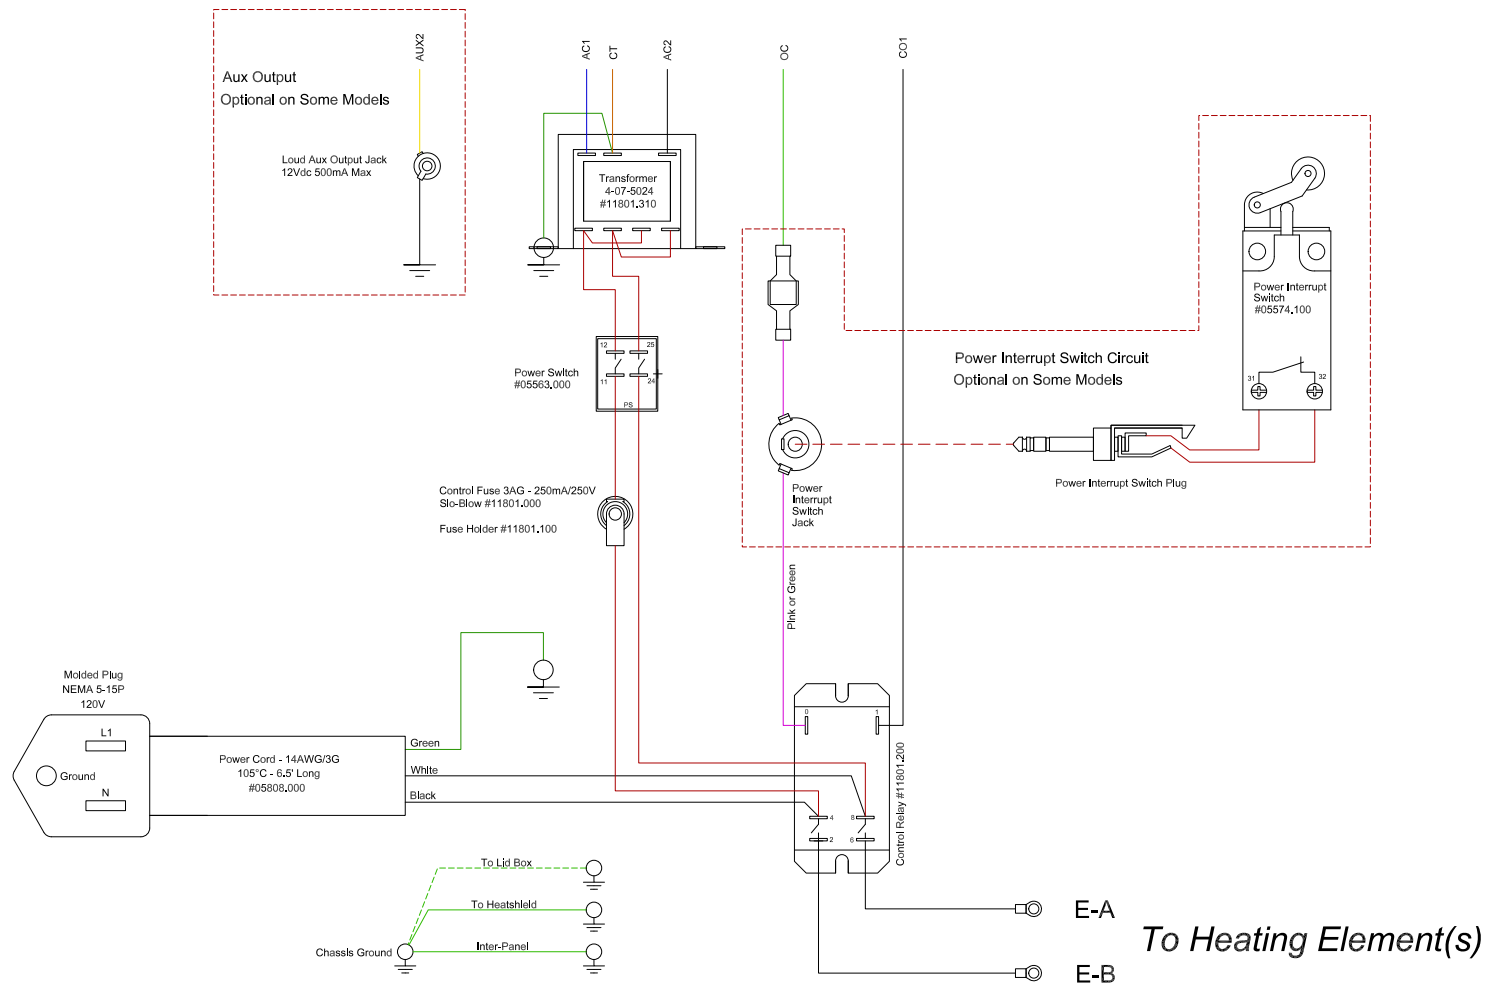 AUX2
Aux Output
Optional on Some Models
Loud Aux Output Jack
12Vdc 500mA Max
AC1
CT
AC2
OC
CO1
Transformer
4-07-5024
#11801.310
Power Switch
#05563.000
12
25
11
24
PS
Control Fuse 3AG - 250mA/250V
Slo-Blow #11801.000
Fuse Holder #11801.100
Power Interrupt
Switch
#05574.100
31
32
Power Interrupt Switch Circuit
Optional on Some Models
Power Interrupt Switch Plug
Power
Interrupt
Switch
Jack
Pink or Green
Molded Plug
NEMA 5-15P
120V
L1
Ground
N
Power Cord - 14AWG/3G
105°C - 6.5' Long
#05808.000
Green
White
Black
0
1
4
8
2
6
Control Relay #11801.200
To Lid Box
To Heatshield
Chassis Ground
Inter-Panel
E-A
To Heating Element(s)
E-B